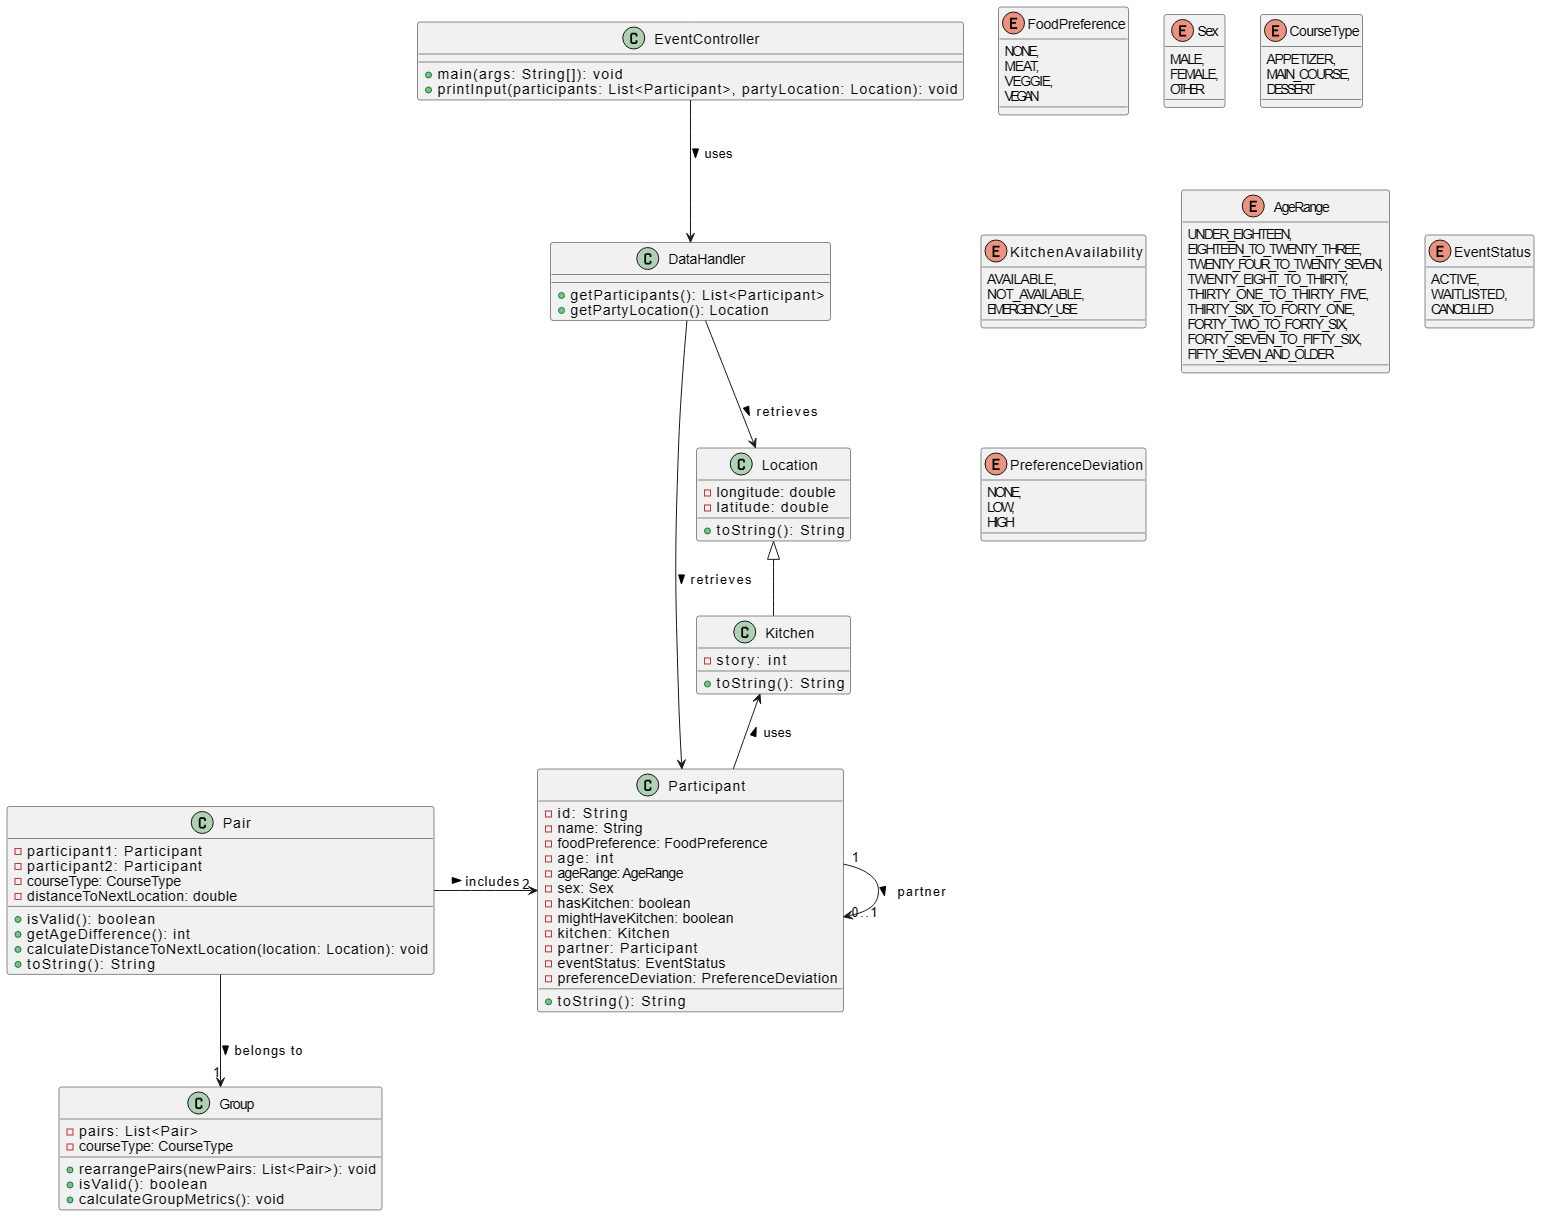 C EventController
main(args: String[]): void
printInput(participants: List<Participant>, partyLocation: Location): void
E FoodPreference
NONE,
MEAT,
VEGGIE,
VEGAN
E Sex
MALE,
FEMALE,
OTHER
E CourseType
APPETIZER,
MAIN_COURSE,
DESSERT
uses
C DataHandler
getParticipants(): List<Participant>
getPartyLocation(): Location
E KitchenAvailability
AVAILABLE,
NOT_AVAILABLE,
EMERGENCY_USE
E AgeRange
UNDER_EIGHTEEN,
EIGHTEEN_TO_TWENTY_THREE,
TWENTY_FOUR_TO_TWENTY_SEVEN,
TWENTY_EIGHT_TO_THIRTY,
THIRTY_ONE_TO_THIRTY_FIVE,
THIRTY_SIX_TO_FORTY_ONE,
FORTY_TWO_TO_FORTY_SIX,
FORTY_SEVEN_TO_FIFTY_SIX,
FIFTY_SEVEN_AND_OLDER
E EventStatus
ACTIVE,
WAITLISTED,
CANCELLED
retrieves
C Location
longitude: double
latitude: double
toString(): String
E PreferenceDeviation
NONE,
LOW,
HIGH
retrieves
C Kitchen
story: int
toString(): String
uses
C Participant
id: String
name: String
foodPreference: FoodPreference
age: int
ageRange: AgeRange
sex: Sex
hasKitchen: boolean
mightHaveKitchen: boolean
kitchen: Kitchen
partner: Participant
eventStatus: EventStatus
preferenceDeviation: PreferenceDeviation
toString(): String
1
partner
0..1
C Pair
participant1: Participant
participant2: Participant
courseType: CourseType
distanceToNextLocation: double
isValid(): boolean
getAgeDifference(): int
calculateDistanceToNextLocation(location: Location): void
toString(): String
includes
2
belongs to
1
C Group
pairs: List<Pair>
courseType: CourseType
rearrangePairs(newPairs: List<Pair>): void
isValid(): boolean
calculateGroupMetrics(): void